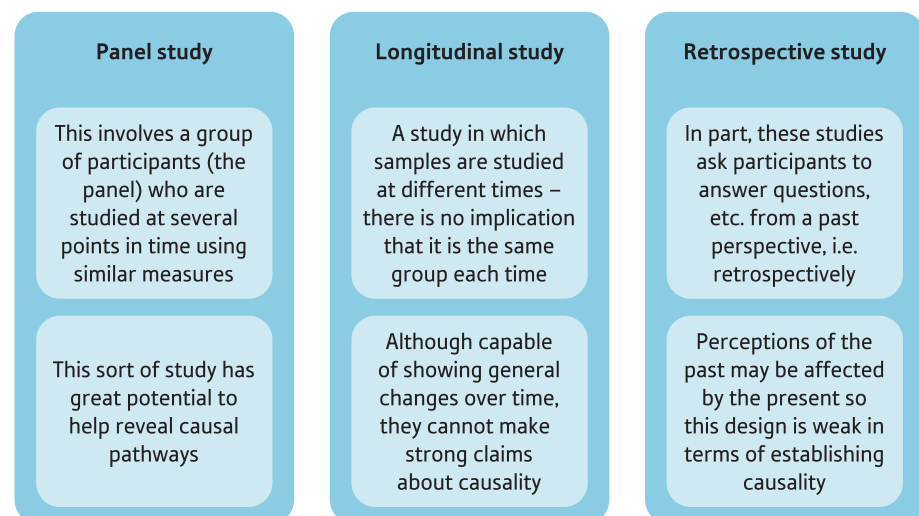 Panel study
This involves a group
of participants (the
panel) who are
studied at several
points in time using
similar measures
This sort of study has
great potential to
help reveal causal
pathways
Longitudinal study
A study in which
samples are studied
at different times –
there is no implication
that it is the same
group each time
Although capable
of showing general
changes over time,
they cannot make
strong claims
about causality
Retrospective study
In part, these studies
ask participants to
answer questions,
etc. from a past
perspective, i.e.
retrospectively
Perceptions of the
past may be affected
by the present so
this design is weak in
terms of establishing
causality